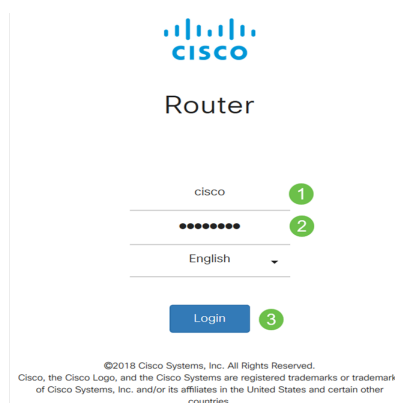 CISCO
Router
cisco
1
●●●●●●●●
2
English
Login
3
©2018 Cisco Systems, Inc. All Rights Reserved.
Cisco, the Cisco Logo, and the Cisco Systems are registered trademarks or trademark
of Cisco Systems, Inc. and/or its affiliates in the United States and certain other
countries